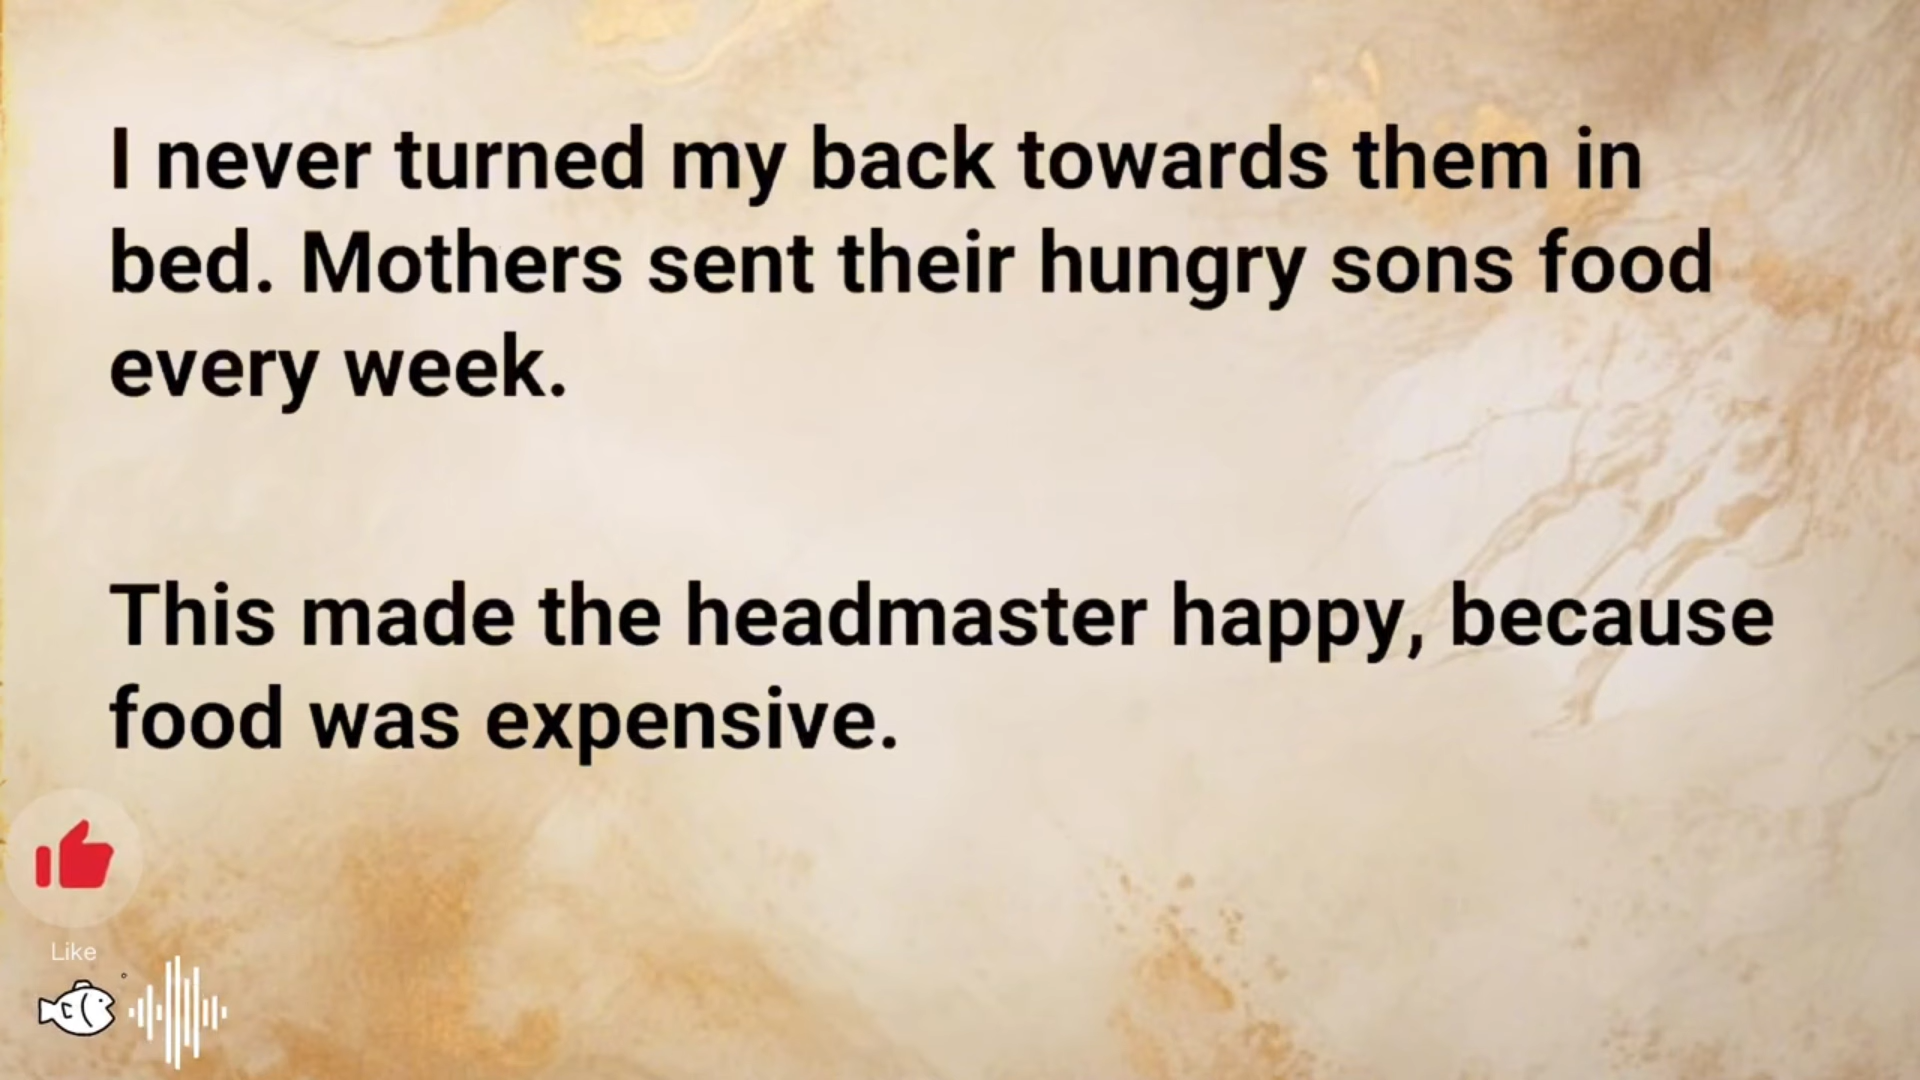 I never turned my back towards them in
bed. Mothers sent their hungry sons food
every week.
This made the headmaster happy, because
food was expensive.
Like